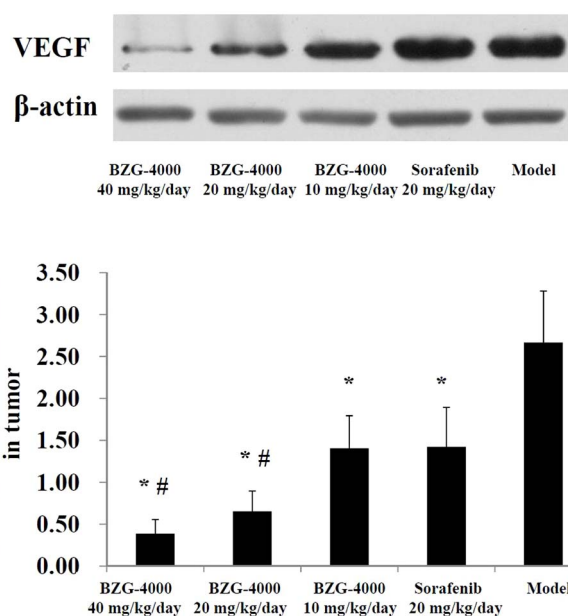 VEGF
β-actin
BZG-4000 BZG-4000 BZG-4000 Sorafenib Model
40 mg/kg/day 20 mg/kg/day 10 mg/kg/day 20 mg/kg/day
3.50
3.00
2.50
2.00
1.50
1.00
0.50
0.00
in tumor
* #
* #
*
*
BZG-4000 BZG-4000 BZG-4000 Sorafenib Model
40 mg/kg/day 20 mg/kg/day 10 mg/kg/day 20 mg/kg/day